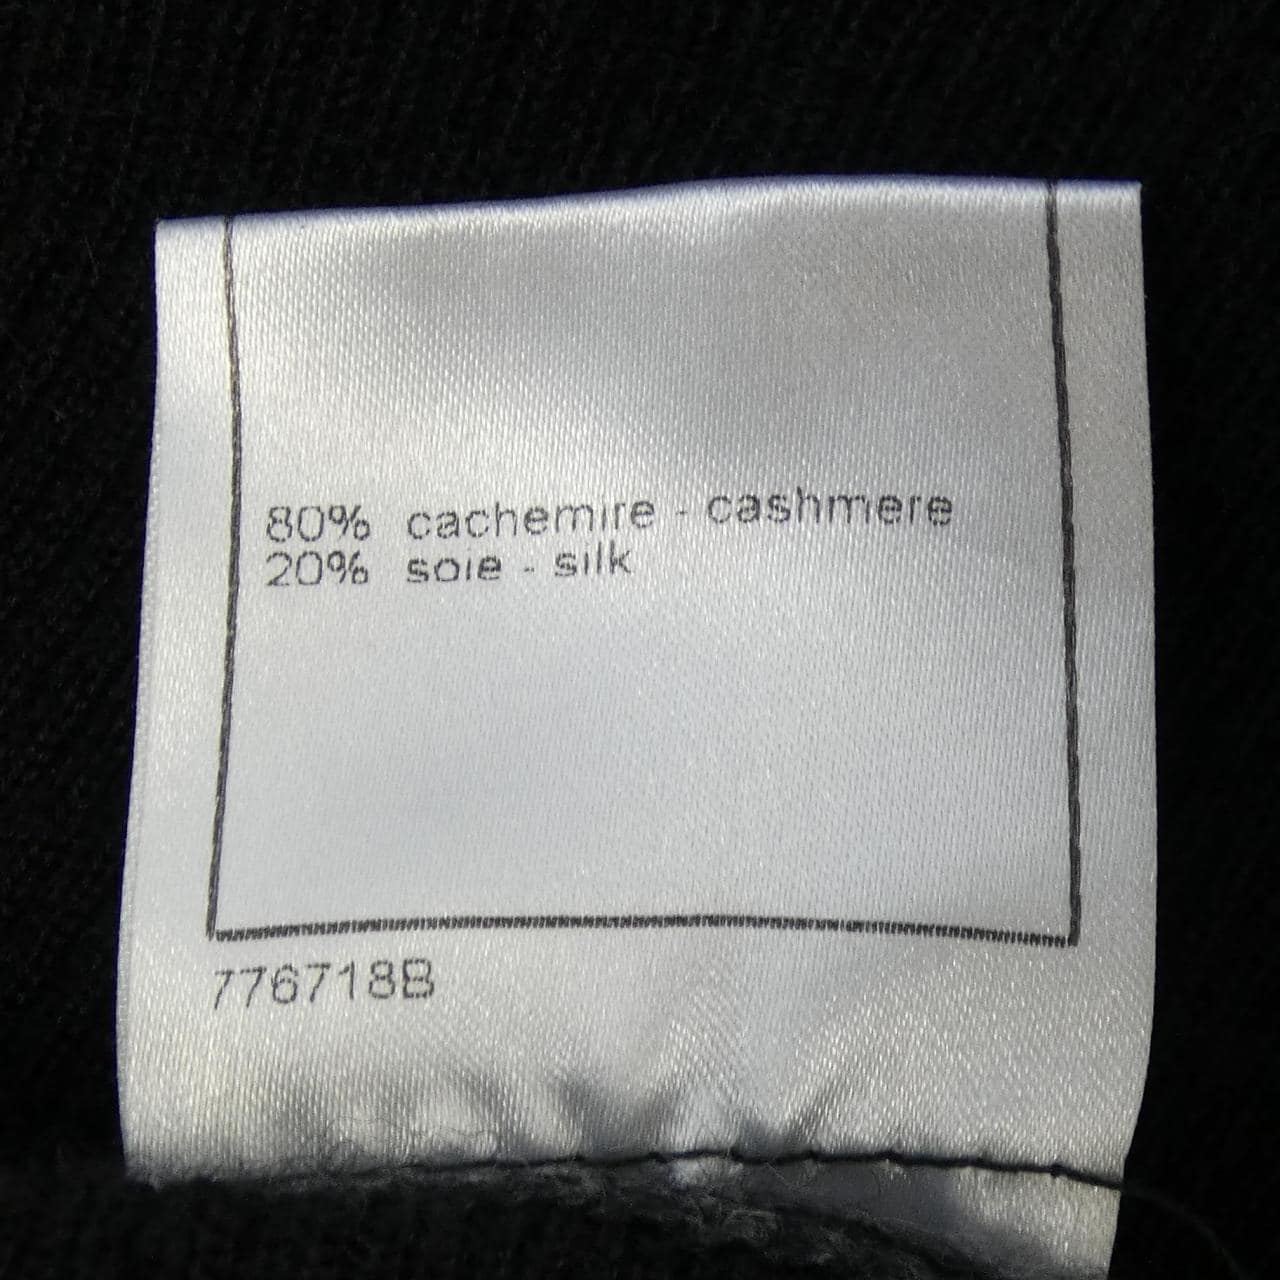 80% cachemire - cashmere
20% soie - silk
776718B